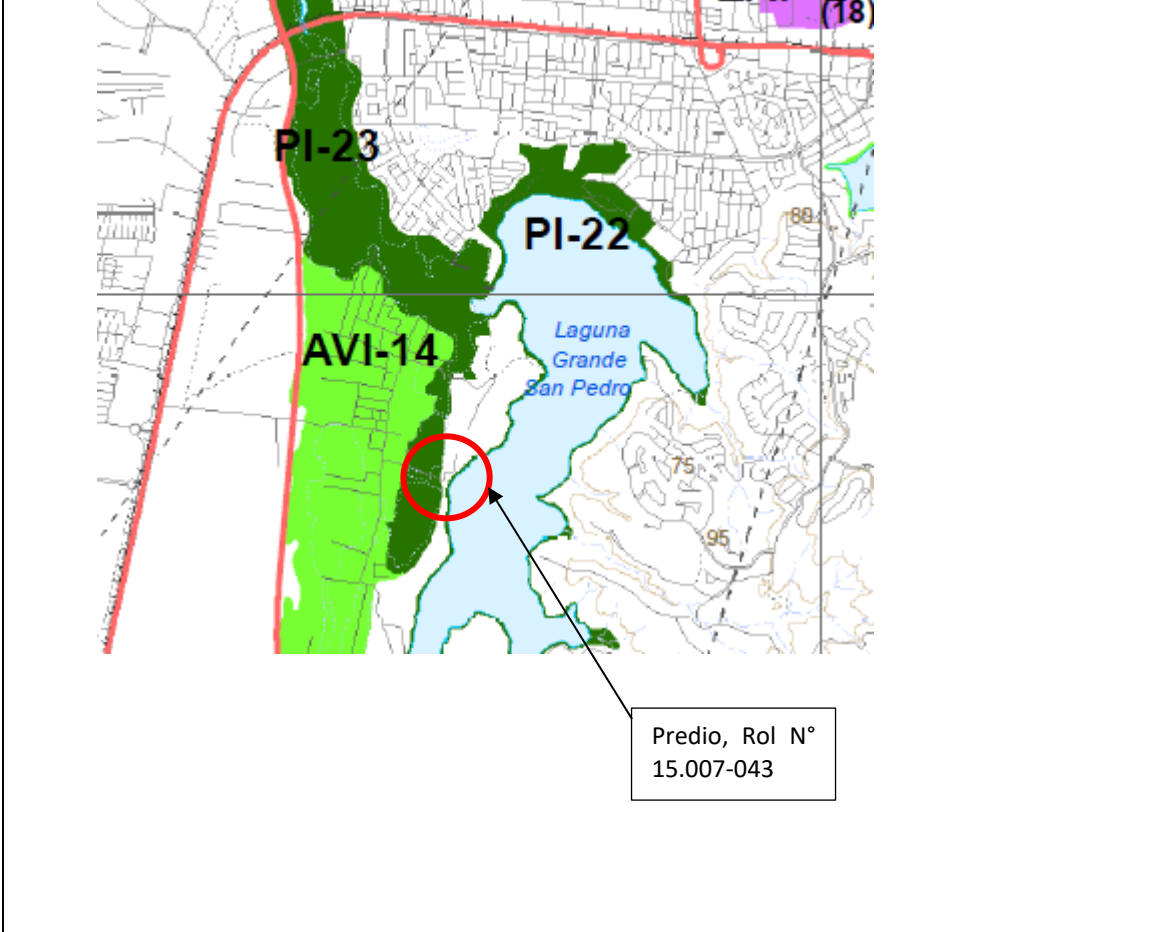 (18)
PI-23
80
PI-22
Laguna
Grande
San Pedro
AVI-14
75
95
Predio, Rol N°
15.007-043